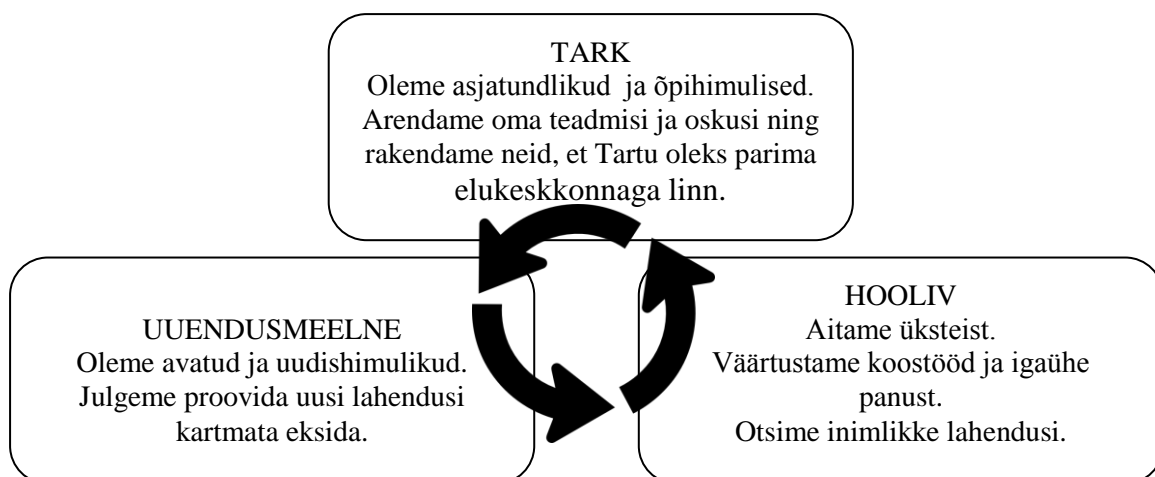 TARK
Oleme asjatundlikud ja õpihimulised.
Arendame oma teadmisi ja oskusi ning
rakendame neid, et Tartu oleks parima
elukeskkonnaga linn.
UUENDUSMEELNE
Oleme avatud ja uudishimulikud.
Julgeme proovida uusi lahendusi
kartmata eksida.
HOOLIV
Aitame üksteist.
Väärtustame koostööd ja igaühe
panust.
Otsime inimlikke lahendusi.